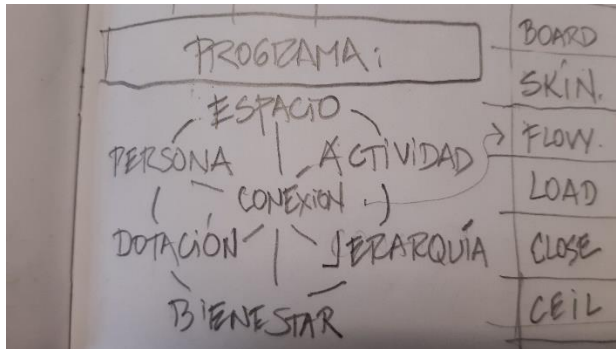 PROGRAMA:
ESPACIO
PERSONA ACTIVIDAD
CONEXIÓN
DOTACIÓN JERARQUÍA
BIENESTAR
BOARD
SKIN.
FLOW.
LOAD
CLOSE
CEIL